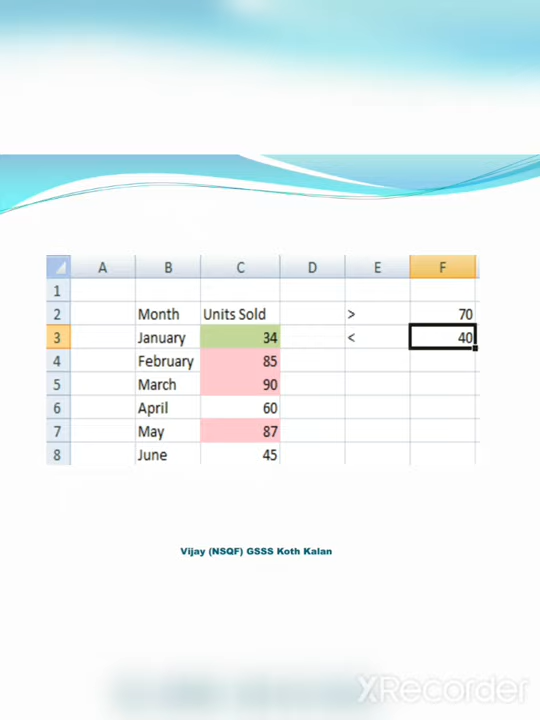 A B C D E F
1
2 Month Units Sold > 70
3 January 34 < 40
4 February 85
5 March 90
6 April 60
7 May 87
8 June 45
Vijay (NSQF) GSSS Koth Kalan
XRecorder